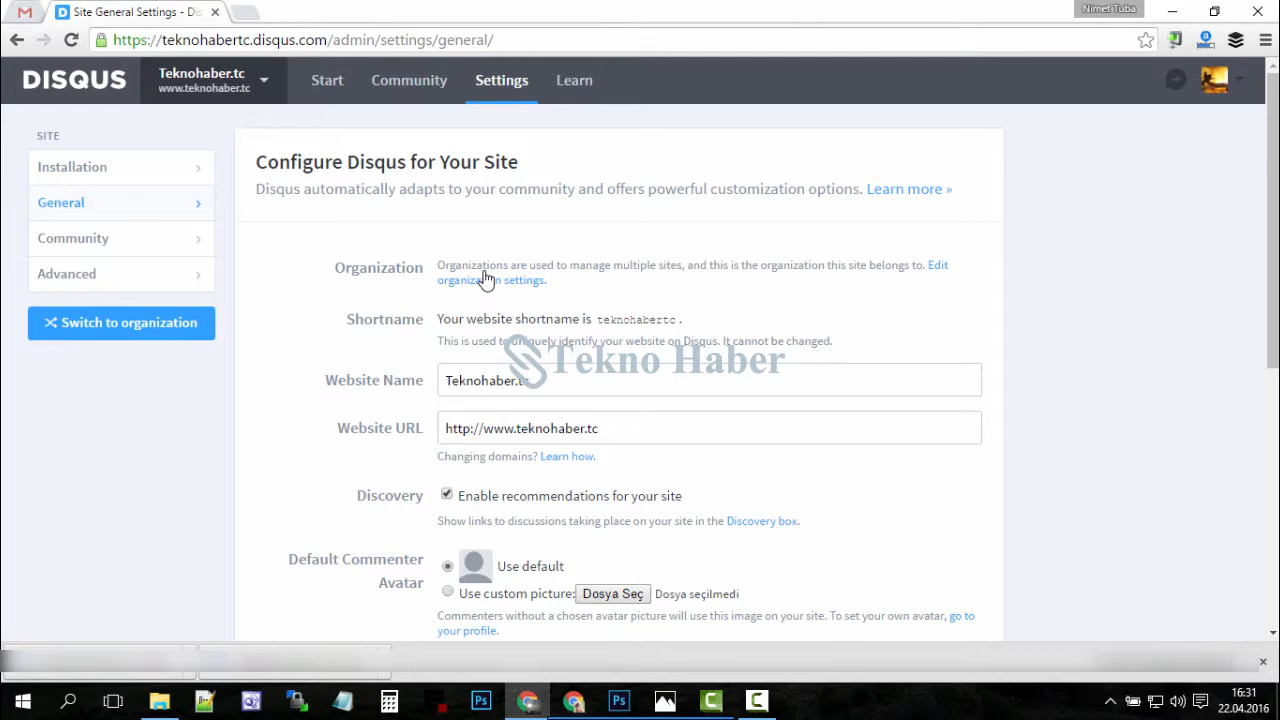 Site General Settings - Dis
Nimet Tuba
https://teknohabertc.disqus.com/admin/settings/general/
DISQUS
Teknohaber.tc
www.teknohaber.tc
Start
Community
Settings
Learn
SITE
Installation
General
Community
Advanced
Switch to organization
Configure Disqus for Your Site
Disqus automatically adapts to your community and offers powerful customization options. Learn more »
Organization
Organizations are used to manage multiple sites, and this is the organization this site belongs to. Edit
organization settings.
Shortname
Your website shortname is teknohabertc .
This is used to uniquely identify your website on Disqus. It cannot be changed.
Tekno Haber
Website Name
Teknohaber.tc
Website URL
http://www.teknohaber.tc
Changing domains? Learn how.
Discovery
Enable recommendations for your site
Show links to discussions taking place on your site in the Discovery box.
Default Commenter
Avatar
Use default
Use custom picture: Dosya Seç Dosya seçilmedi
Commenters without a chosen avatar picture will use this image on your site. To set your own avatar, go to
your profile.
16:31
22.04.2016